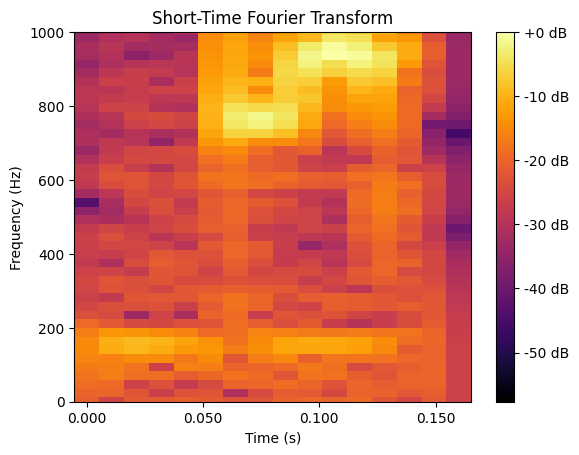 Short-Time Fourier Transform
Frequency (Hz)
1000
800
600
400
200
0
0.000
0.050
0.100
0.150
Time (s)
+0 dB
-10 dB
-20 dB
-30 dB
-40 dB
-50 dB